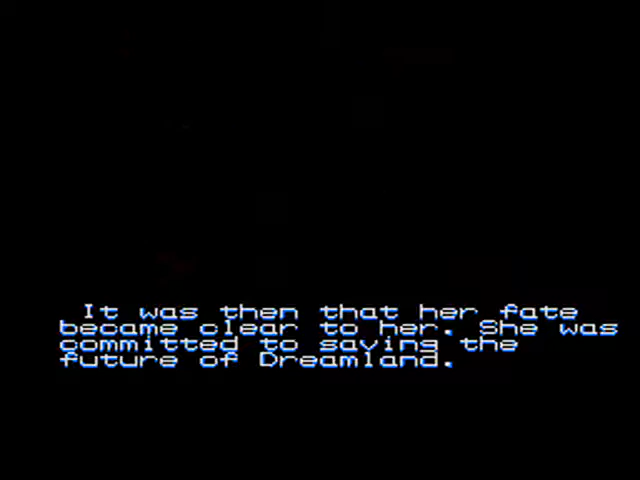 It was then that her fate
became clear to her. She was
committed to saving the
future of Dreamland.